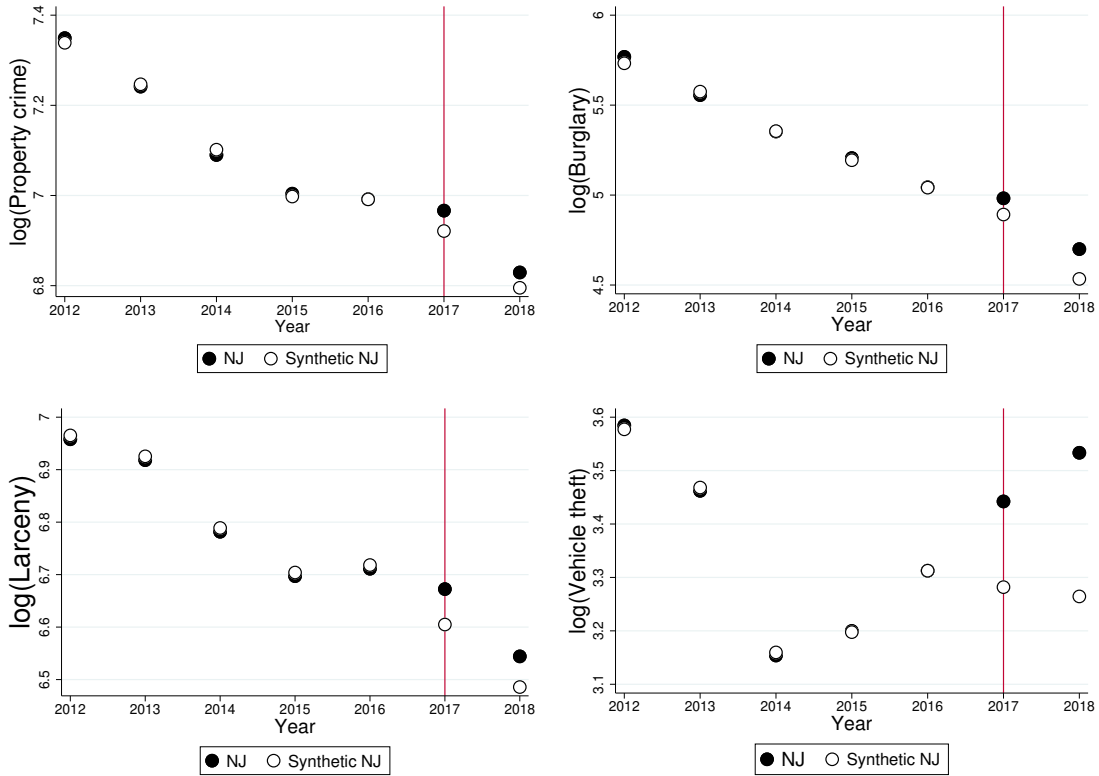 log(Property crime)
7.4
7.2
7
6.8
2012 2013 2014 2015 2016 2017 2018
Year
NJ Synthetic NJ
log(Burglary)
6
5.5
5
4.5
2012 2013 2014 2015 2016 2017 2018
Year
NJ Synthetic NJ
log(Larceny)
7
6.9
6.8
6.7
6.6
6.5
2012 2013 2014 2015 2016 2017 2018
Year
NJ Synthetic NJ
log(Vehicle theft)
3.6
3.5
3.4
3.3
3.2
3.1
2012 2013 2014 2015 2016 2017 2018
Year
NJ Synthetic NJ